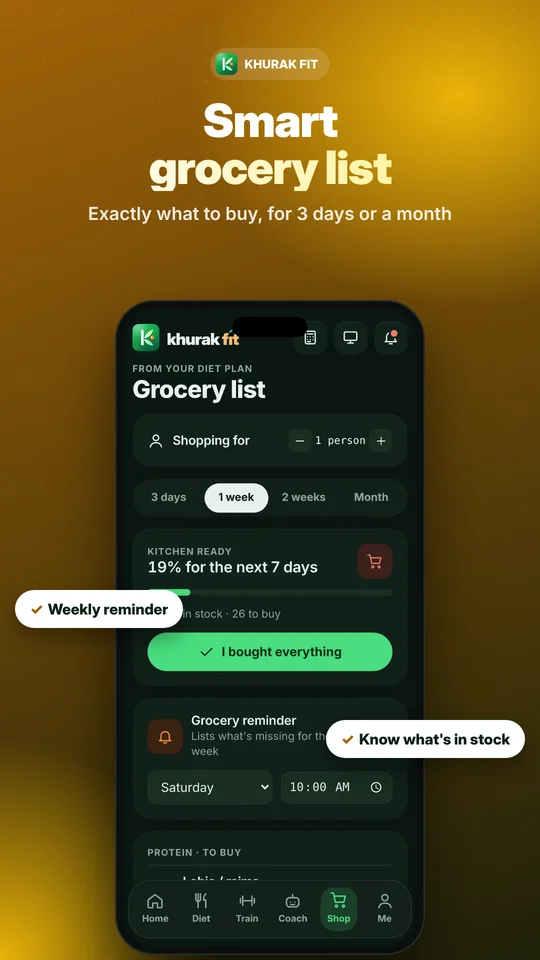 KHURAK FIT
Smart
grocery list
Exactly what to buy, for 3 days or a month
khurak fit
FROM YOUR DIET PLAN
Grocery list
Shopping for
1 person
3 days
1 week
2 weeks
Month
KITCHEN READY
19% for the next 7 days
Weekly reminder
in stock · 26 to buy
I bought everything
Grocery reminder
Lists what's missing for the
week
Know what's in stock
Saturday
10:00 AM
PROTEIN · TO BUY
Home
Diet
Train
Coach
Shop
Me